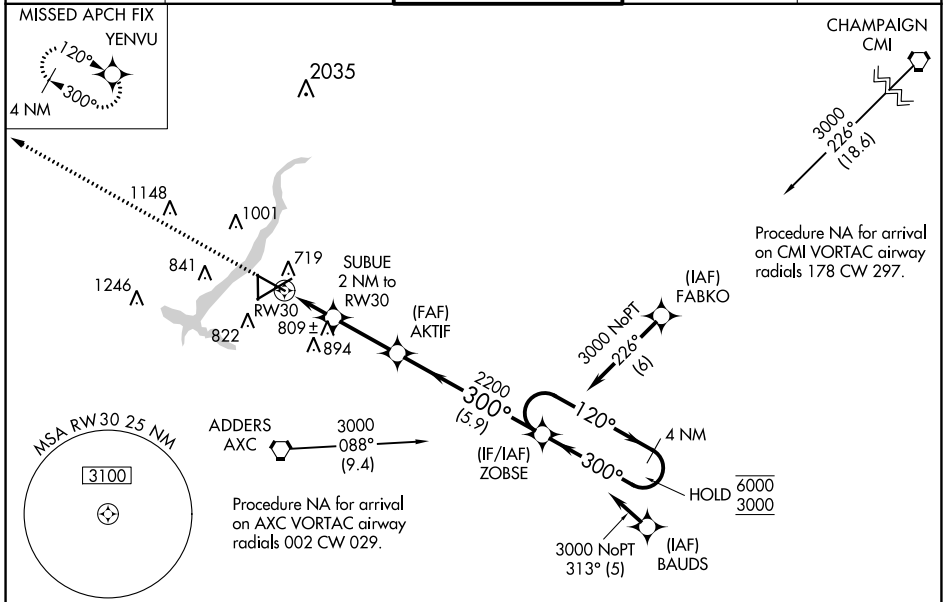 MISSED APCH FIX
YENVU
120°
300°
4 NM
2035
CHAMPAIGN
CMI
3000
226°
(18.6)
Procedure NA for arrival
on CMI VORTAC airway
radials 178 CW 297.
1148
1001
841
719
1246
RW30
822
809 ±
894
SUBUE
2 NM to
RW30
(FAF)
AKTIF
(IAF)
FABKO
3000 NoPT
226°
(6)
2200
300°
(5.9)
120°
300°
4 NM
(IF/IAF)
ZOBSE
HOLD
6000
3000
3000 NoPT
313° (5)
(IAF)
BAUDS
ADDERS
AXC
3000
088°
(9.4)
Procedure NA for arrival
on AXC VORTAC airway
radials 002 CW 029.
MSA RW30 25 NM
3100